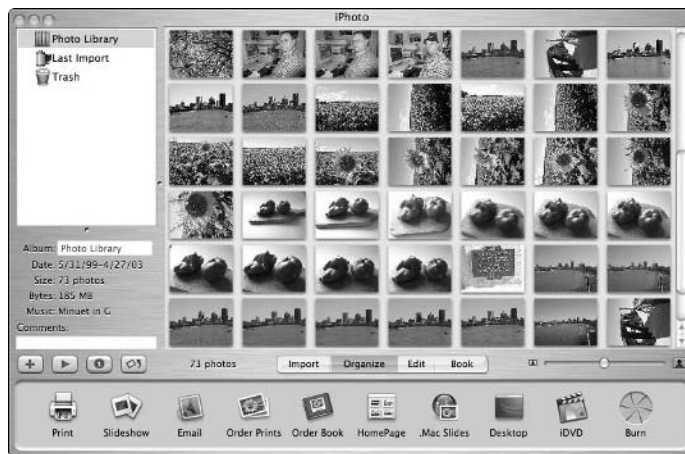 iPhoto
Photo Library
Last Import
Trash
Album: Photo Library
Date: 5/31/99-4/27/03
Size: 73 photos
Bytes: 185 MB
Music: Minuet in G
Comments:
73 photos Import Organize Edit Book
Print Slideshow Email Order Prints Order Book HomePage .Mac Slides Desktop iDVD Burn